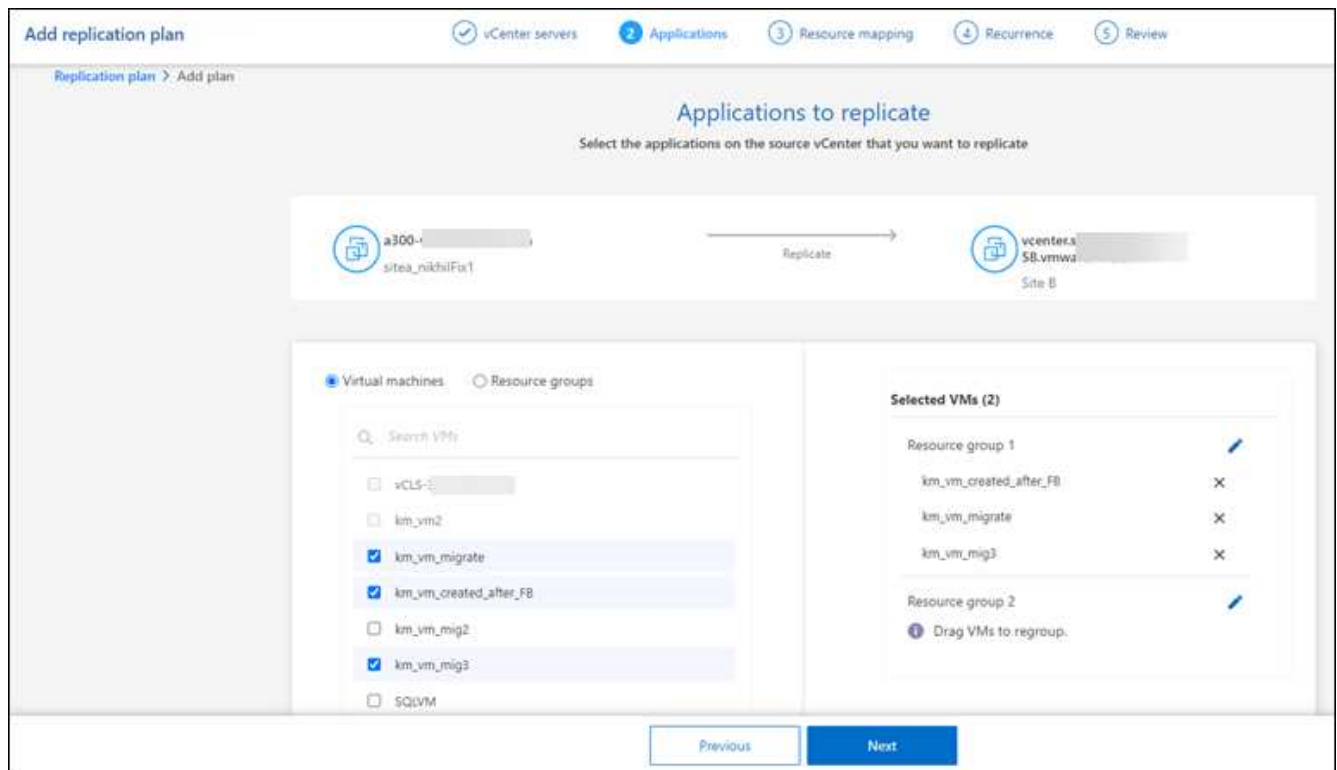 Add replication plan
vCenter servers
2 Applications
3 Resource mapping
4 Recurrence
5 Review
Replication plan > Add plan
Applications to replicate
Select the applications on the source vCenter that you want to replicate
a300-
sitea_nikhilFix1
Replicate
vcenter.s
58.vmwa
Site B
Virtual machines
Resource groups
Search VMs
vCLS-
km_vm2
km_vm_migrate
km_vm_created_after_FB
km_vm_mig2
km_vm_mig3
SQLVM
Selected VMs (2)
Resource group 1
km_vm_created_after_FB
km_vm_migrate
km_vm_mig3
Resource group 2
Drag VMs to regroup.
Previous
Next